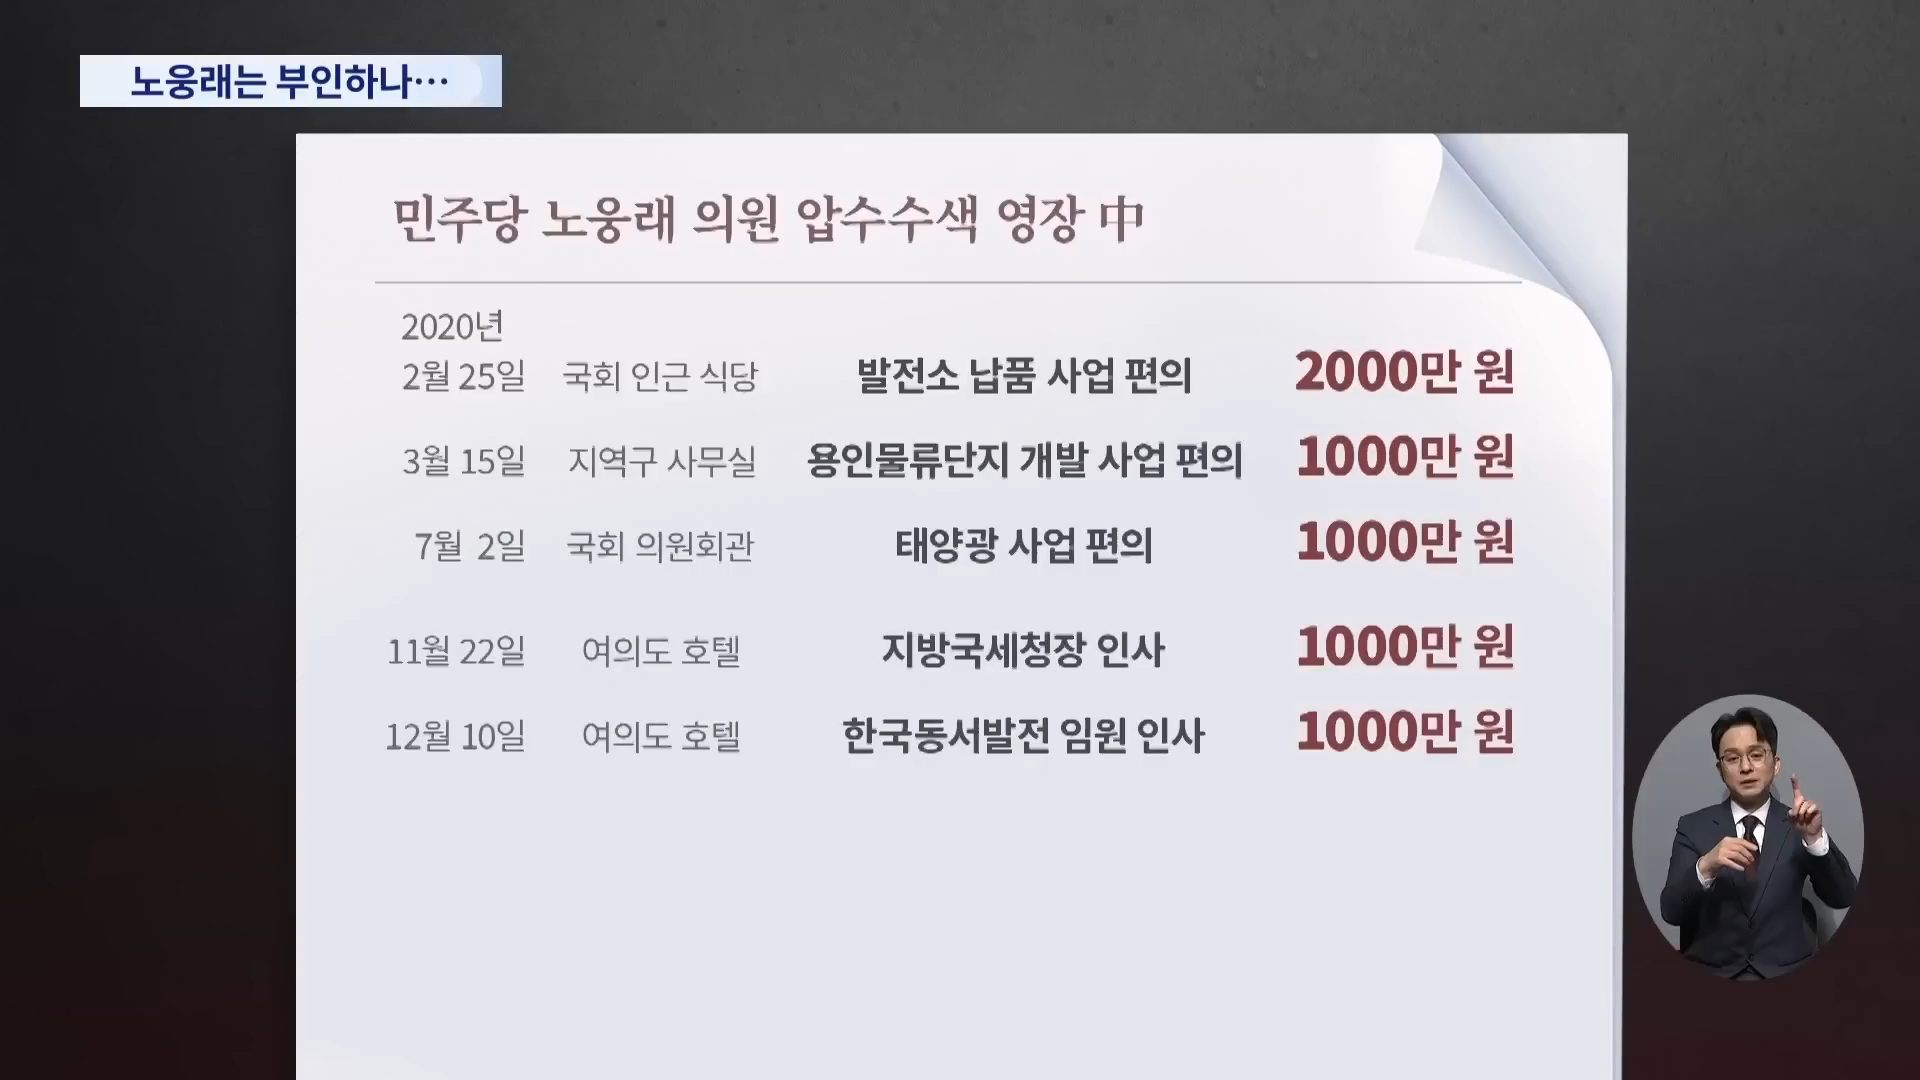 노웅래는 부인하나…
민주당 노웅래 의원 압수수색 영장 中
2020년
2월 25일 국회 인근 식당 발전소 납품 사업 편의 2000만 원
3월 15일 지역구 사무실 용인물류단지 개발 사업 편의 1000만 원
7월 2일 국회 의원회관 태양광 사업 편의 1000만 원
11월 22일 여의도 호텔 지방국세청장 인사 1000만 원
12월 10일 여의도 호텔 한국동서발전 임원 인사 1000만 원